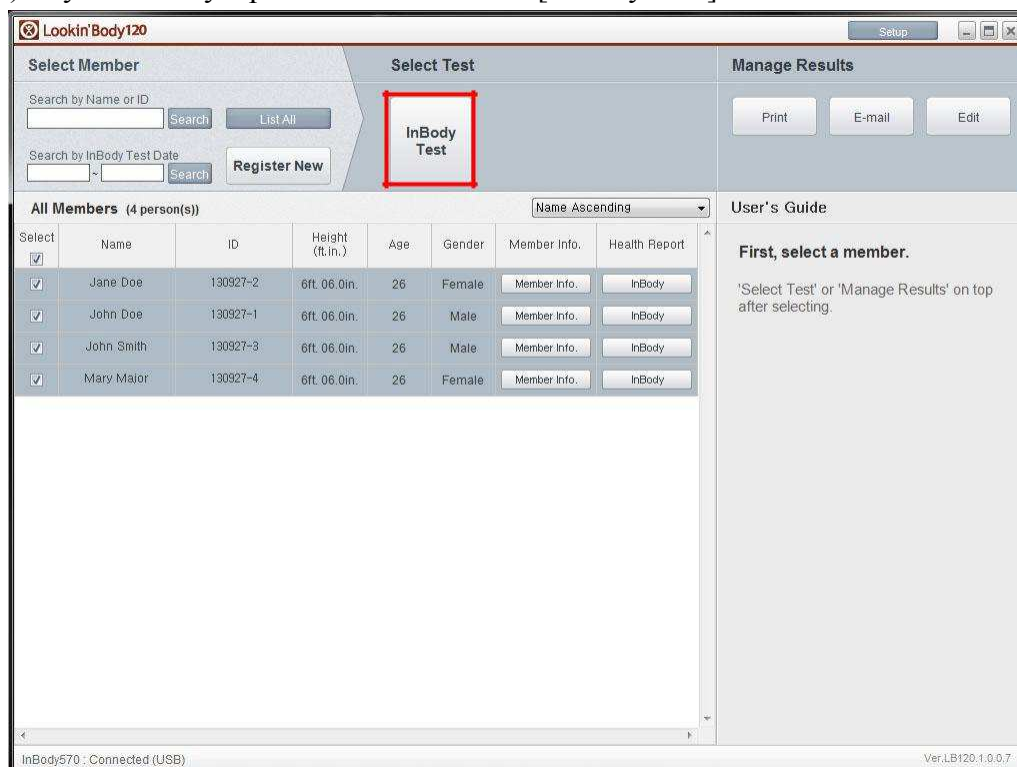 Lookin'Body120
Setup
Select Member
Select Test
Manage Results
Search by Name or ID
Search
List All
InBody
Test
Print
E-mail
Edit
Search by InBody Test Date
~
Search
Register New
All Members (4 person(s))
Name Ascending
User's Guide
Select
Name
ID
Height
(ft.in.)
Age
Gender
Member Info.
Health Report
First, select a member.
Jane Doe 130927-2 6ft. 06.0in. 26 Female Member Info. InBody
'Select Test' or 'Manage Results' on top
after selecting.
John Doe 130927-1 6ft. 06.0in. 26 Male Member Info. InBody
John Smith 130927-3 6ft. 06.0in. 26 Male Member Info. InBody
Mary Major 130927-4 6ft. 06.0in. 26 Female Member Info. InBody
InBody570 : Connected (USB)
Ver.LB120.1.0.0.7